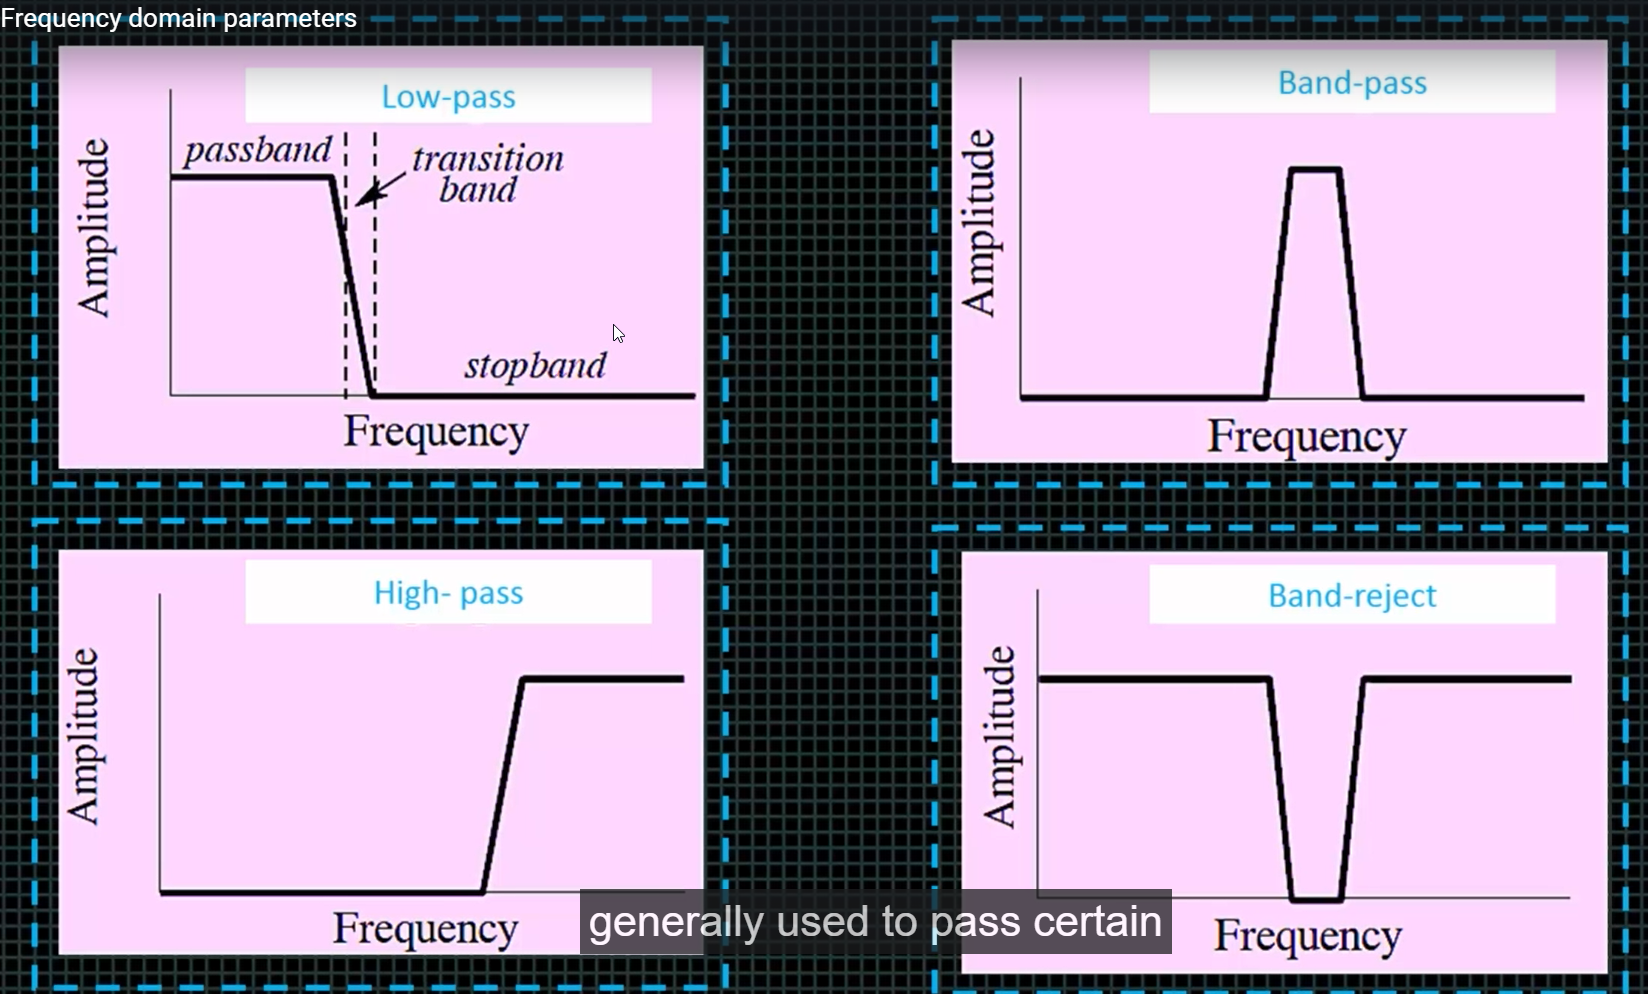 Frequency domain parameters
Low-pass
passband
transition
band
stopband
Amplitude
Frequency
Band-pass
Amplitude
Frequency
High- pass
Amplitude
Frequency
Band-reject
Amplitude
Frequency
generally used to pass certain